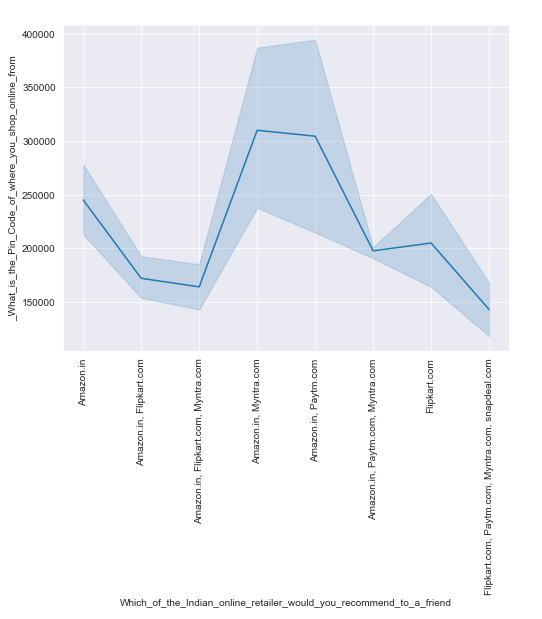 400000
350000
300000
250000
200000
150000
_What_is_the_Pin_Code_of_where_you_shop_online_from
Amazon.in
Amazon.in, Flipkart.com
Amazon.in, Flipkart.com, Myntra.com
Amazon.in, Myntra.com
Amazon.in, Paytm.com
Amazon.in, Paytm.com, Myntra.com
Flipkart.com
Flipkart.com, Paytm.com, Myntra.com, snapdeal.com
Which_of_the_Indian_online_retailer_would_you_recommend_to_a_friend